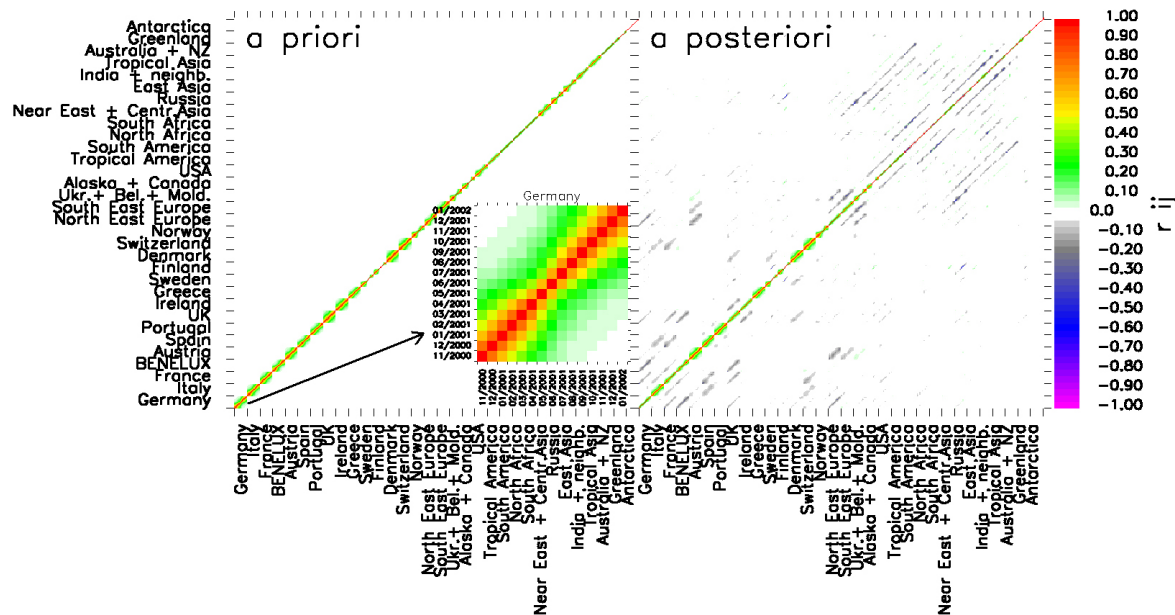 a priori
a posteriori
Antarctica
Greenland
Australia + NZ
Tropical Asia
India + neighb.
East Asia
Russia
Near East + Centr.Asia
South Africa
North Africa
South America
Tropical America
USA
Alaska + Canada
Ukr.+ Bel.+ Mold.
South East Europe
North East Europe
Norway
Switzerland
Denmark
Finland
Sweden
Greece
Ireland
UK
Portugal
Spain
Austria
BENELUX
France
Italy
Germany
Germany
01/2002
12/2001
11/2001
10/2001
09/2001
08/2001
07/2001
06/2001
05/2001
04/2001
03/2001
02/2001
01/2001
12/2000
11/2000
11/2000
12/2000
01/2001
02/2001
03/2001
04/2001
05/2001
06/2001
07/2001
08/2001
09/2001
10/2001
11/2001
12/2001
01/2002
Germany
Italy
France
BENELUX
Austria
Spain
Portugal
UK
Ireland
Greece
Sweden
Finland
Denmark
Switzerland
Norway
North East Europe
South East Europe
Ukr.+ Bel.+ Mold.
Alaska + Canada
USA
Tropical America
South America
North Africa
South Africa
Near East + Centr.Asia
Russia
East Asia
India + neighb.
Tropical Asia
Australia + NZ
Greenland
Antarctica
Germany
Italy
France
BENELUX
Austria
Spain
Portugal
UK
Ireland
Greece
Sweden
Finland
Denmark
Switzerland
Norway
North East Europe
South East Europe
Ukr.+ Bel.+ Mold.
Alaska + Canada
USA
Tropical America
South America
North Africa
South Africa
Near East + Centr.Asia
Russia
East Asia
India + neighb.
Tropical Asia
Australia + NZ
Greenland
Antarctica
1.00
0.90
0.80
0.70
0.60
0.50
0.40
0.30
0.20
0.10
0.0
-0.10
-0.20
-0.30
-0.40
-0.50
-0.60
-0.70
-0.80
-0.90
-1.00
r ij